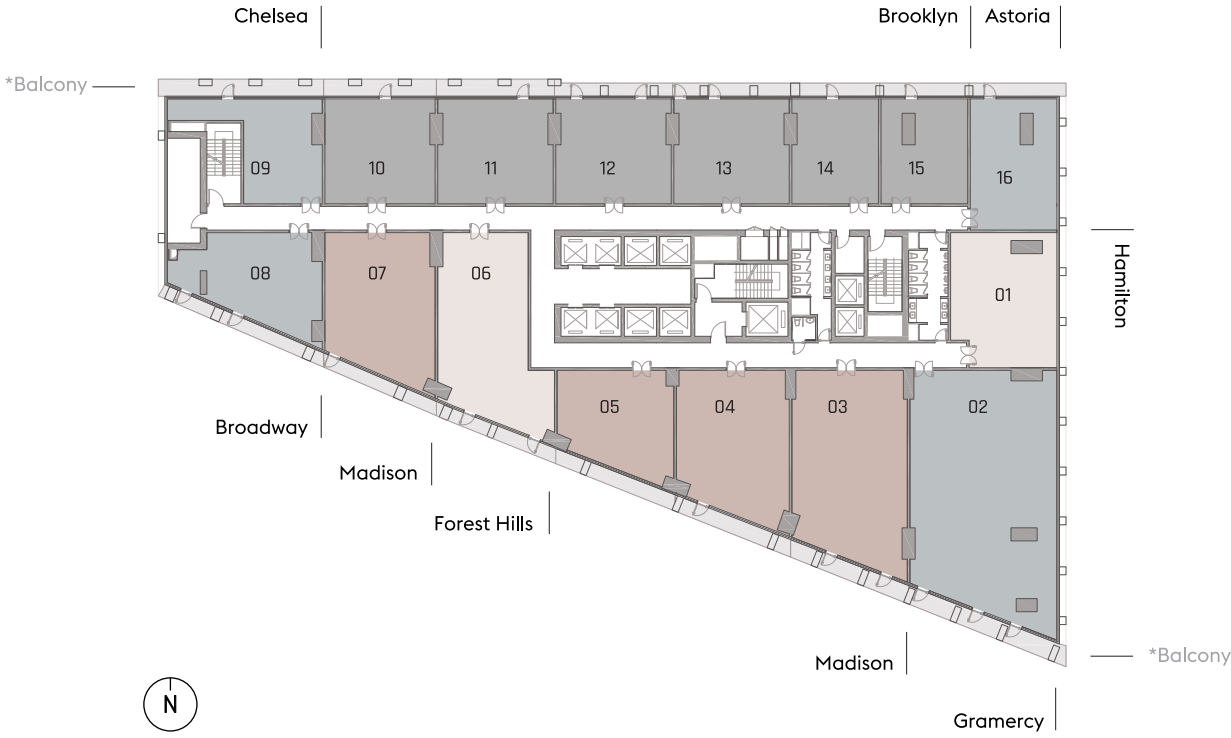 Chelsea
Brooklyn
Astoria
*Balcony
09
10
11
12
13
14
15
16
08
07
06
01
Hamilton
05
04
03
02
Broadway
Madison
Forest Hills
Madison
*Balcony
N
Gramercy